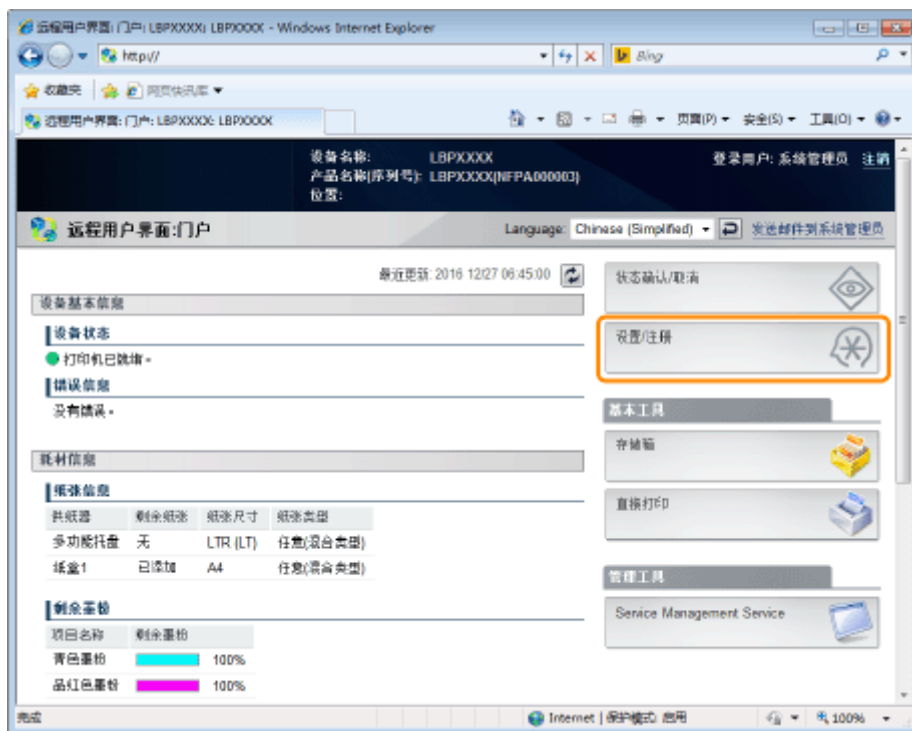 远程用户界面: 门户: LBPXXXX: LBPXXXX - Windows Internet Explorer
http://
Bing
收藏夹 网页快讯库
远程用户界面: 门户: LBPXXXX: LBPXXXX
页面(P) 安全(S) 工具(O)
设备名称: LBPXXXX
产品名称(序列号): LBPXXXX(NFPA000003)
位置:
登录用户: 系统管理员 注销
远程用户界面:门户
Language: Chinese (Simplified) 发送邮件到系统管理员
最近更新: 2016 12/27 06:45:00
设备基本信息
设备状态
打印机已就绪。
错误信息
没有错误。
耗材信息
纸张信息
供纸器 剩余纸张 纸张尺寸 纸张类型
多功能托盘 无 LTR (LT) 任意(混合类型)
纸盒1 已添加 A4 任意(混合类型)
剩余墨粉
项目名称 剩余墨粉
青色墨粉 100%
品红色墨粉 100%
状态确认/取消
设置/注册
基本工具
存储箱
直接打印
管理工具
Service Management Service
完成
Internet | 保护模式: 启用
100%